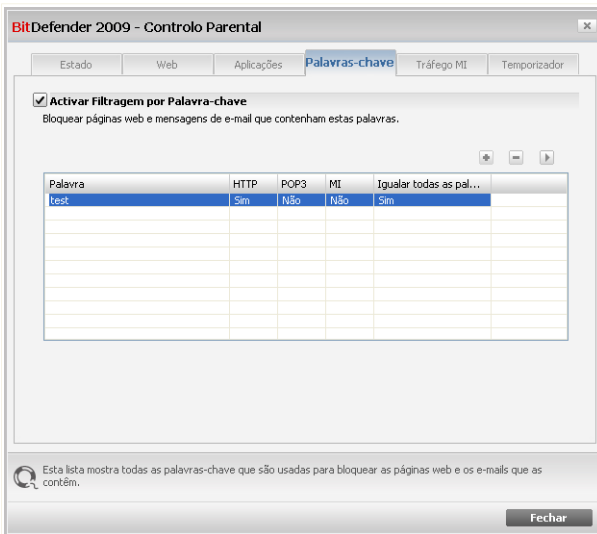 BitDefender 2009 - Controlo Parental
Estado Web Aplicações Palavras-chave Tráfego MI Temporizador
Activar Filtragem por Palavra-chave
Bloquear páginas web e mensagens de e-mail que contenham estas palavras.
Palavra HTTP POP3 MI Igualar todas as pal...
test Sim Não Não Sim
Esta lista mostra todas as palavras-chave que são usadas para bloquear as páginas web e os e-mails que as
contêm.
Fechar